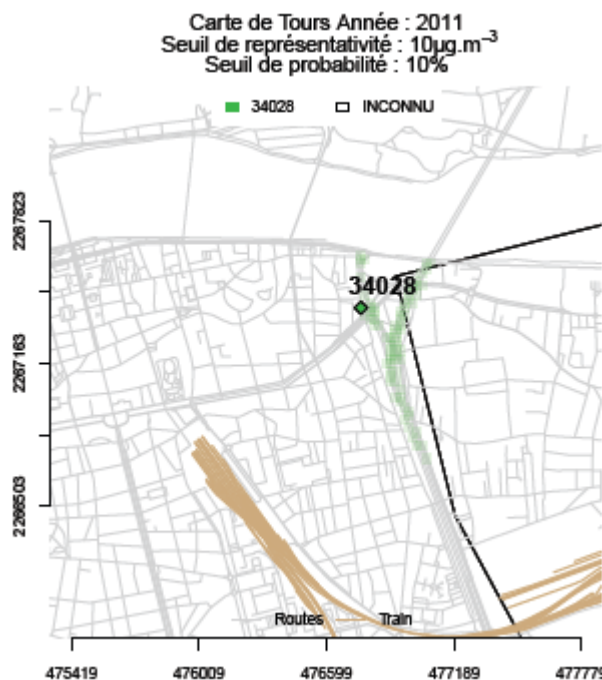 Carte de Tours Année : 2011
Seuil de représentativité : 10µg.m⁻³
Seuil de probabilité : 10%
34028 INCONNU
2267823
34028
2267163
2266503
Routes Train
475419 476009 476599 477189 477779